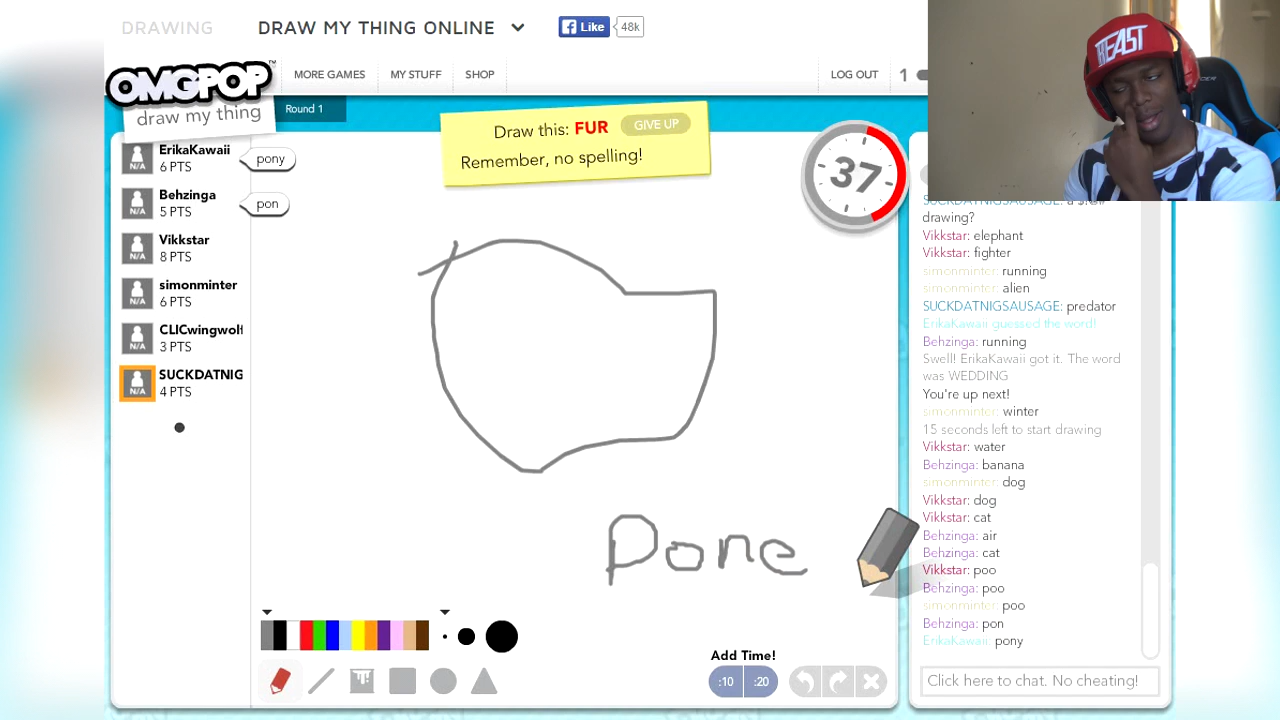 DRAWING
DRAW MY THING ONLINE
Like
48k
OMGPOP
TM
draw my thing
MORE GAMES
MY STUFF
SHOP
LOG OUT
1
BEAST
Round 1
Draw this: FUR
GIVE UP
Remember, no spelling!
37
N/A
ErikaKawaii
6 PTS
pony
N/A
Behzinga
5 PTS
pon
N/A
Vikkstar
8 PTS
N/A
simonminter
6 PTS
N/A
CLICwingwolf
3 PTS
N/A
SUCKDATNIG
4 PTS
Pone
SUCKDATNIGSAUSAGE: a
drawing?
Vikkstar: elephant
Vikkstar: fighter
simonminter: running
simonminter: alien
SUCKDATNIGSAUSAGE: predator
ErikaKawaii guessed the word!
Behzinga: running
Swell! ErikaKawaii got it. The word
was WEDDING
You're up next!
simonminter: winter
15 seconds left to start drawing
Vikkstar: water
Behzinga: banana
simonminter: dog
Vikkstar: dog
Vikkstar: cat
Behzinga: air
Behzinga: cat
Vikkstar: poo
Behzinga: poo
simonminter: poo
Behzinga: pon
ErikaKawaii: pony
Add Time!
:10
:20
Click here to chat. No cheating!